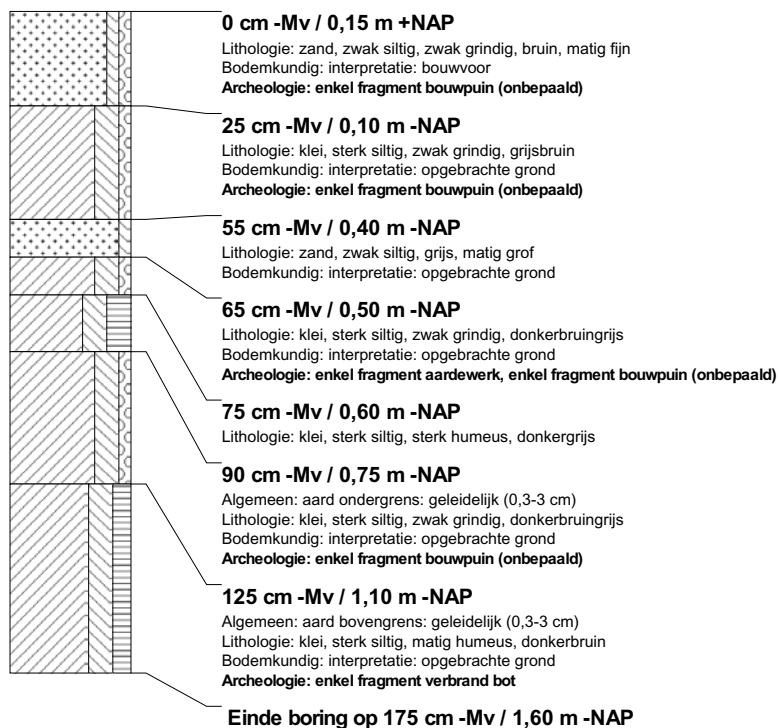 0 cm -Mv / 0,15 m +NAP
Lithologie: zand, zwak siltig, zwak grindig, bruin, matig fijn
Bodemkundig: interpretatie: bouwvoor
Archeologie: enkel fragment bouwpuin (onbepaald)
25 cm -Mv / 0,10 m -NAP
Lithologie: klei, sterk siltig, zwak grindig, grijsbruin
Bodemkundig: interpretatie: opgebrachte grond
Archeologie: enkel fragment bouwpuin (onbepaald)
55 cm -Mv / 0,40 m -NAP
Lithologie: zand, zwak siltig, grijs, matig grof
Bodemkundig: interpretatie: opgebrachte grond
65 cm -Mv / 0,50 m -NAP
Lithologie: klei, sterk siltig, zwak grindig, donkerbruingrijs
Bodemkundig: interpretatie: opgebrachte grond
Archeologie: enkel fragment aardewerk, enkel fragment bouwpuin (onbepaald)
75 cm -Mv / 0,60 m -NAP
Lithologie: klei, sterk siltig, sterk humeus, donkergrijs
90 cm -Mv / 0,75 m -NAP
Algemeen: aard ondergrens: geleidelijk (0,3-3 cm)
Lithologie: klei, sterk siltig, zwak grindig, donkerbruingrijs
Bodemkundig: interpretatie: opgebrachte grond
Archeologie: enkel fragment bouwpuin (onbepaald)
125 cm -Mv / 1,10 m -NAP
Algemeen: aard bovengrens: geleidelijk (0,3-3 cm)
Lithologie: klei, sterk siltig, matig humeus, donkerbruin
Bodemkundig: interpretatie: opgebrachte grond
Archeologie: enkel fragment verbrand bot
Einde boring op 175 cm -Mv / 1,60 m -NAP